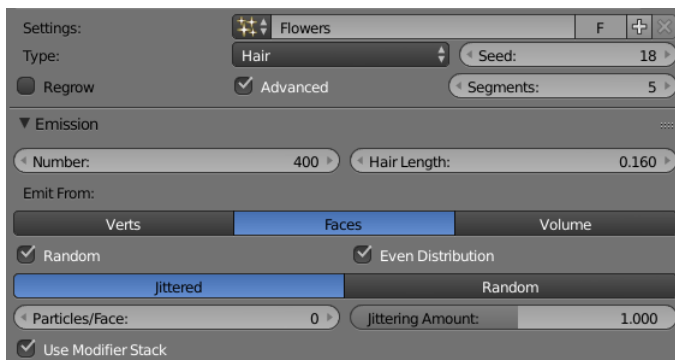 Settings: Flowers F
Type: Hair Seed: 18
Regrow Advanced Segments: 5
Emission
Number: 400 Hair Length: 0.160
Emit From:
Verts Faces Volume
Random Even Distribution
Jittered Random
Particles/Face: 0 Jittering Amount: 1.000
Use Modifier Stack